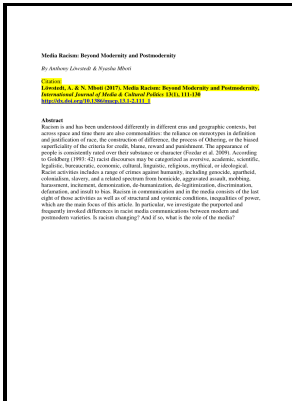 Media Racism: Beyond Modernity and Postmodernity
By Anthony Löwstedt & Nyasha Mboti
Citation:
Löwstedt, A. & N. Mboti (2017). Media Racism: Beyond Modernity and Postmodernity,
International Journal of Media & Cultural Politics 13(1), 111-130
http://dx.doi.org/10.1386/macp.13.1-2.111_1
Abstract
Racism is and has been understood differently in different eras and geographic contexts, but
across space and time there are also commonalities: the reliance on stereotypes in definition
and justification of race, the construction of difference, the process of Othering, or the biased
superficiality of the criteria for credit, blame, reward and punishment. The appearance of
people is consistently rated over their substance or character (Feedar et al. 2009). According
to Goldberg (1993: 42) racist discourses may be categorized as aversive, academic, scientific,
legalistic, bureaucratic, economic, cultural, linguistic, religious, mythical, or ideological.
Racist activities includes a range of crimes against humanity, including genocide, apartheid,
colonialism, slavery, and a related spectrum from homicide, aggravated assault, mobbing,
harassment, incitement, demonization, de-humanization, de-legitimization, discrimination,
defamation, and insult to bias. Racism in communication and in the media consists of the last
eight of those activities as well as of structural and systemic conditions, inequalities of power,
which are the main focus of this article. In particular, we investigate the purported and
frequently invoked differences in racist media communications between modern and
postmodern varieties. Is racism changing? And if so, what is the role of the media?